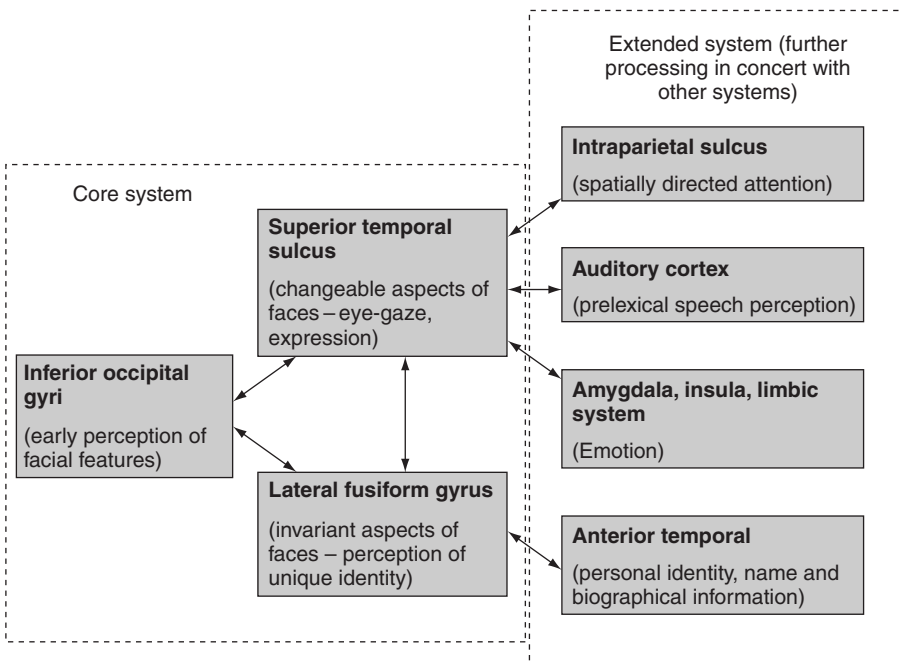 Extended system (further
processing in concert with
other systems)
Intraparietal sulcus
(spatially directed attention)
Core system
Superior temporal
sulcus
(changeable aspects of
faces – eye-gaze,
expression)
Auditory cortex
(prelexical speech perception)
Inferior occipital
gyri
(early perception of
facial features)
Amygdala, insula, limbic
system
(Emotion)
Lateral fusiform gyrus
(invariant aspects of
faces – perception of
unique identity)
Anterior temporal
(personal identity, name and
biographical information)